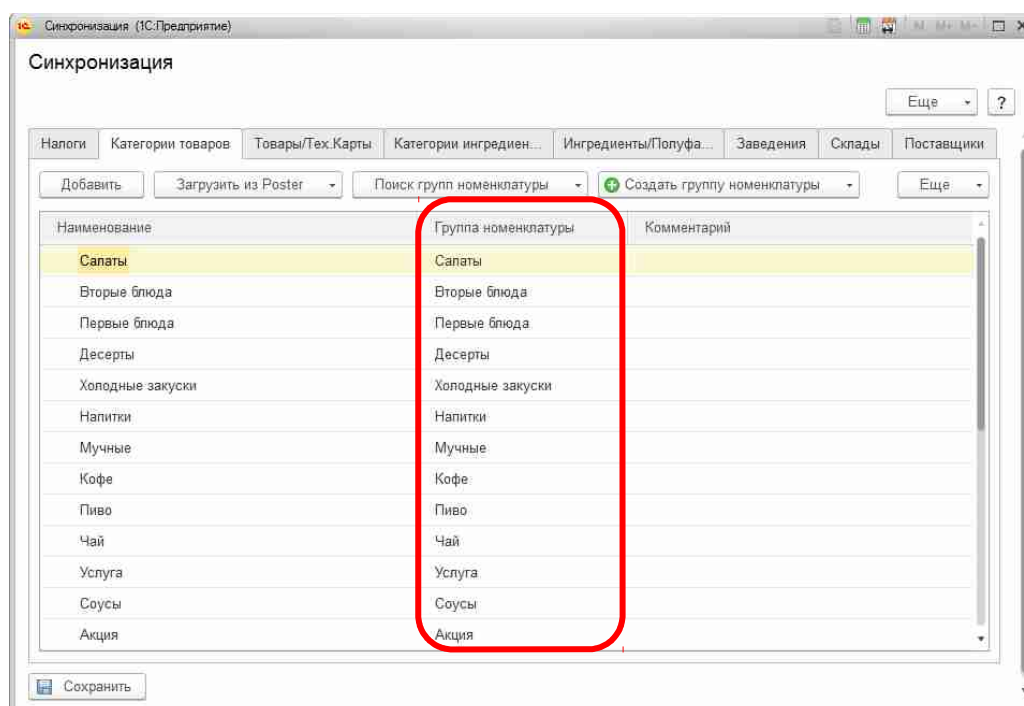 Синхронизация (1С:Предприятие) M M+ M-
Синхронизация
Еще ?
Налоги Категории товаров Товары/Тех.Карты Категории ингредиен... Ингредиенты/Полуфа... Заведения Склады Поставщики
Добавить Загрузить из Poster Поиск групп номенклатуры Создать группу номенклатуры Еще
Наименование Группа номенклатуры Комментарий
Салаты Салаты
Вторые блюда Вторые блюда
Первые блюда Первые блюда
Десерты Десерты
Холодные закуски Холодные закуски
Напитки Напитки
Мучные Мучные
Кофе Кофе
Пиво Пиво
Чай Чай
Услуга Услуга
Соусы Соусы
Акция Акция
Сохранить